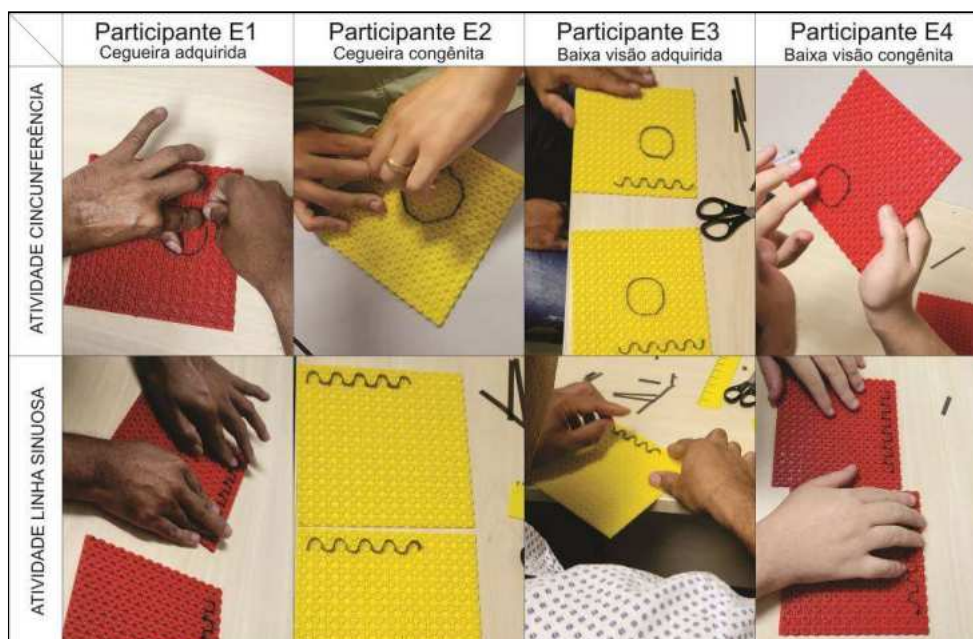 Participante E1
Cegueira adquirida
Participante E2
Cegueira congênita
Participante E3
Baixa visão adquirida
Participante E4
Baixa visão congênita
ATIVIDADE CINCUNFERÊNCIA
ATIVIDADE LINHA SINUOSA